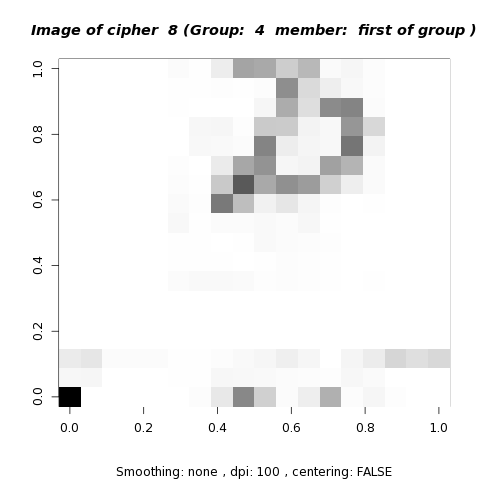 Image of cipher 8 (Group: 4 member: first of group )
1.0
0.8
0.6
0.4
0.2
0.0
0.0 0.2 0.4 0.6 0.8 1.0
Smoothing: none , dpi: 100 , centering: FALSE